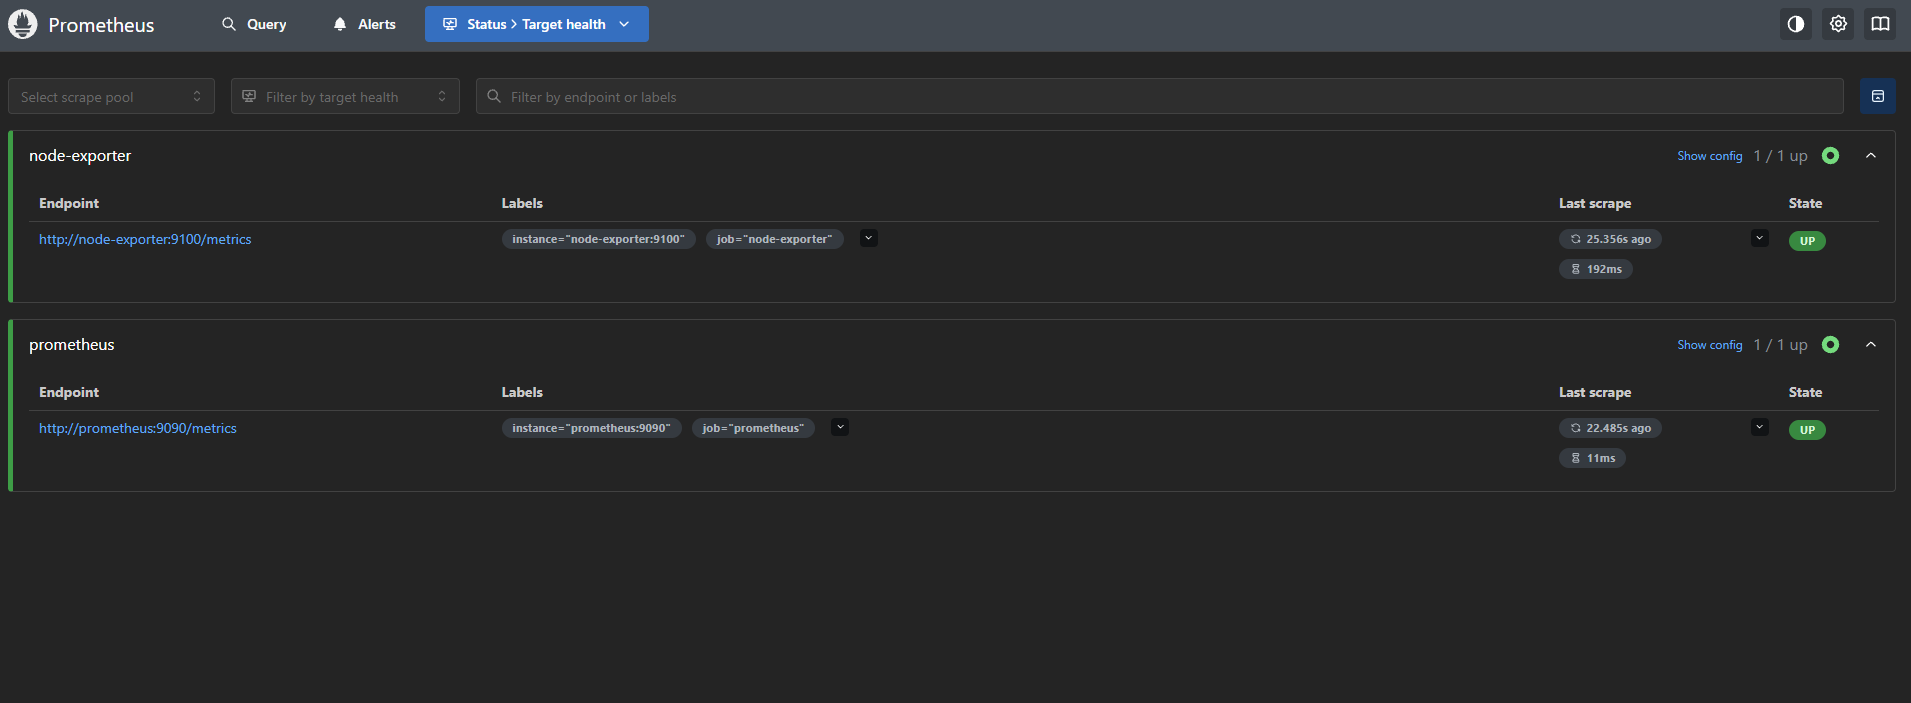 Prometheus Query Alerts Status > Target health
Select scrape pool Filter by target health Filter by endpoint or labels
node-exporter Show config 1 / 1 up
Endpoint Labels Last scrape State
http://node-exporter:9100/metrics instance="node-exporter:9100" job="node-exporter" 25.356s ago UP
192ms
prometheus Show config 1 / 1 up
Endpoint Labels Last scrape State
http://prometheus:9090/metrics instance="prometheus:9090" job="prometheus" 22.485s ago UP
11ms